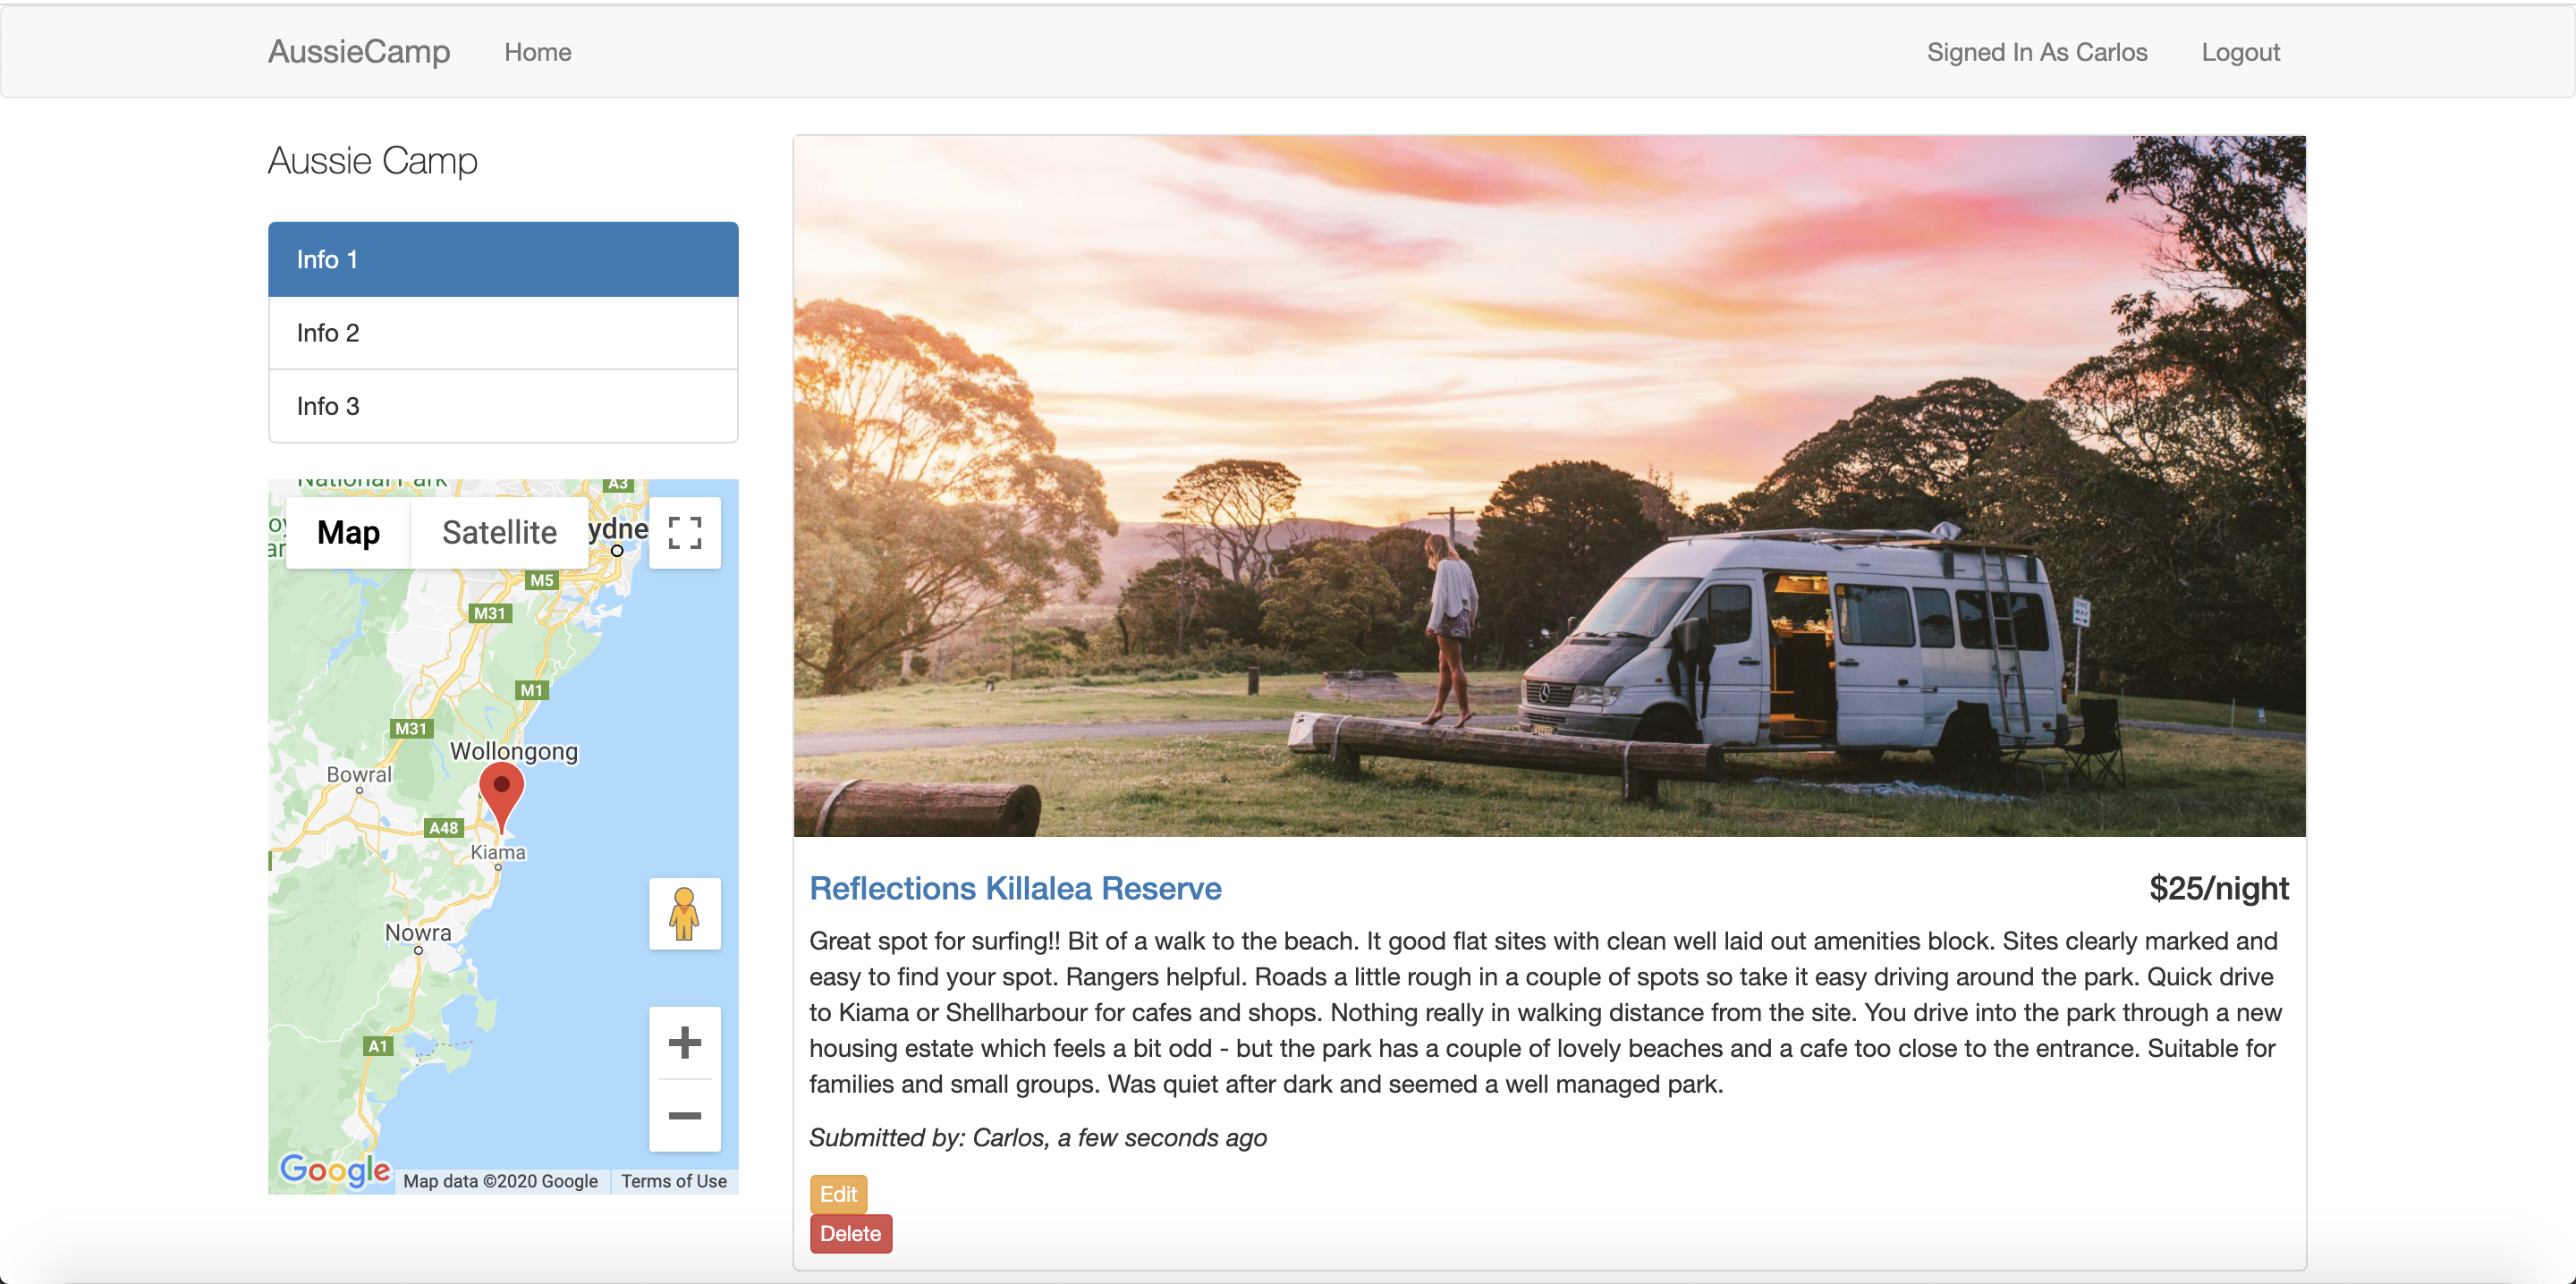 AussieCamp
Home
Signed In As Carlos
Logout
Aussie Camp
Info 1
Info 2
Info 3
National Park
A3
Map
Satellite
ydne
M5
M31
M1
M31
Wollongong
Bowral
A48
Kiama
Nowra
A1
Google
Map data ©2020 Google
Terms of Use
ONE
WAY
Reflections Killalea Reserve
$25/night
Great spot for surfing!! Bit of a walk to the beach. It good flat sites with clean well laid out amenities block. Sites clearly marked and
easy to find your spot. Rangers helpful. Roads a little rough in a couple of spots so take it easy driving around the park. Quick drive
to Kiama or Shellharbour for cafes and shops. Nothing really in walking distance from the site. You drive into the park through a new
housing estate which feels a bit odd - but the park has a couple of lovely beaches and a cafe too close to the entrance. Suitable for
families and small groups. Was quiet after dark and seemed a well managed park.
Submitted by: Carlos, a few seconds ago
Edit
Delete